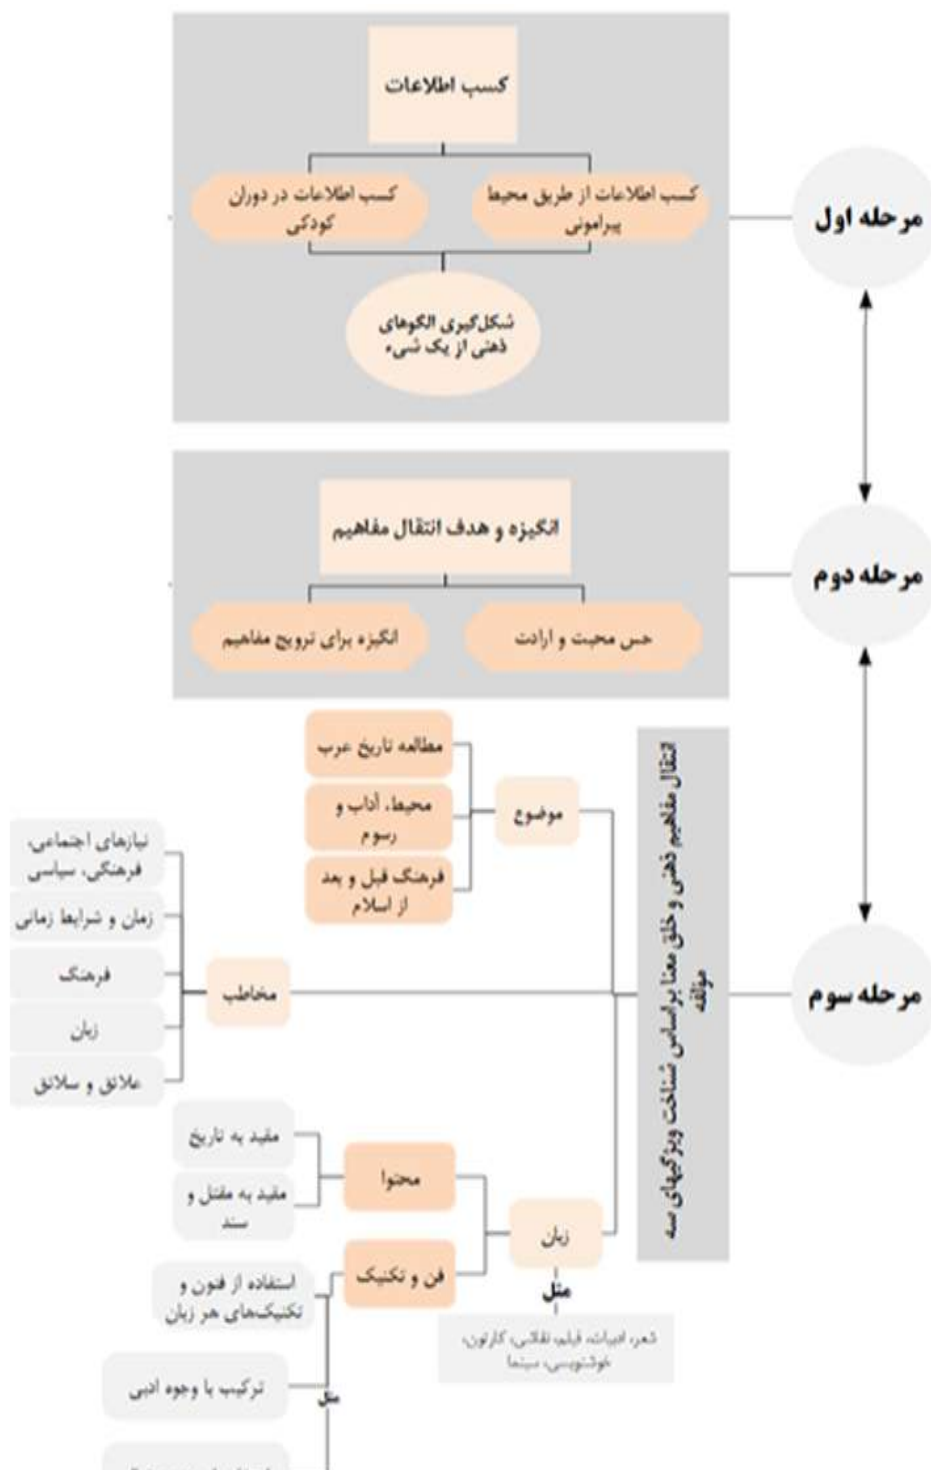 کسب اطلاعات
کسب اطلاعات از طریق محیط
پیرامونی
کسب اطلاعات در دوران
کودکی
شکل‌گیری الگوهای
ذهنی از یک شیء
مرحله اول
انگیزه و هدف انتقال مفاهیم
حس محبت و ارادت
انگیزه برای ترویج مفاهیم
مرحله دوم
مرحله سوم
انتقال مفاهیم ذهنی و خلق معنا براساس شناخت ویژگیهای سه
مؤلفه
موضوع
مطالعه تاریخ عرب
محیط، آداب و
رسوم
فرهنگ قبل و بعد
از اسلام
مخاطب
نیازهای اجتماعی،
فرهنگی، سیاسی
زمان و شرایط زمانی
فرهنگ
زبان
علائق و سلائق
زبان
محتوا
مقید به تاریخ
مقید به مقتل و
سند
فن و تکنیک
استفاده از فنون و
تکنیک‌های هر زبان
مثل
ترکیب با وجوه ادبی
مثل
شعر، ادبیات، فیلم، نقاشی، کارتون،
خوشنویسی، سینما